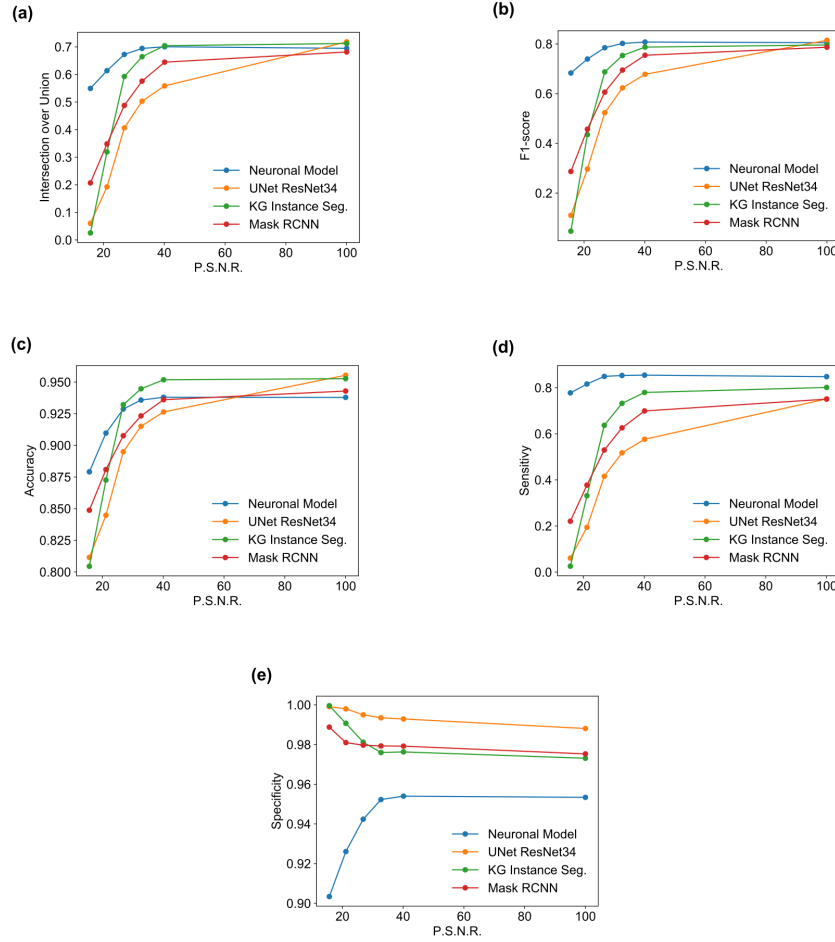 (a)
0.7
0.6
0.5
0.4
0.3
0.2
0.1
0.0
Intersection over Union
20 40 60 80 100
P.S.N.R.
Neuronal Model
UNet ResNet34
KG Instance Seg.
Mask RCNN
(b)
0.8
0.6
0.4
0.2
F1-score
20 40 60 80 100
P.S.N.R.
Neuronal Model
UNet ResNet34
KG Instance Seg.
Mask RCNN
(c)
0.950
0.925
0.900
0.875
0.850
0.825
0.800
Accuracy
20 40 60 80 100
P.S.N.R.
Neuronal Model
UNet ResNet34
KG Instance Seg.
Mask RCNN
(d)
0.8
0.6
0.4
0.2
0.0
Sensitivy
20 40 60 80 100
P.S.N.R.
Neuronal Model
UNet ResNet34
KG Instance Seg.
Mask RCNN
(e)
1.00
0.98
0.96
0.94
0.92
0.90
Specificity
20 40 60 80 100
P.S.N.R.
Neuronal Model
UNet ResNet34
KG Instance Seg.
Mask RCNN